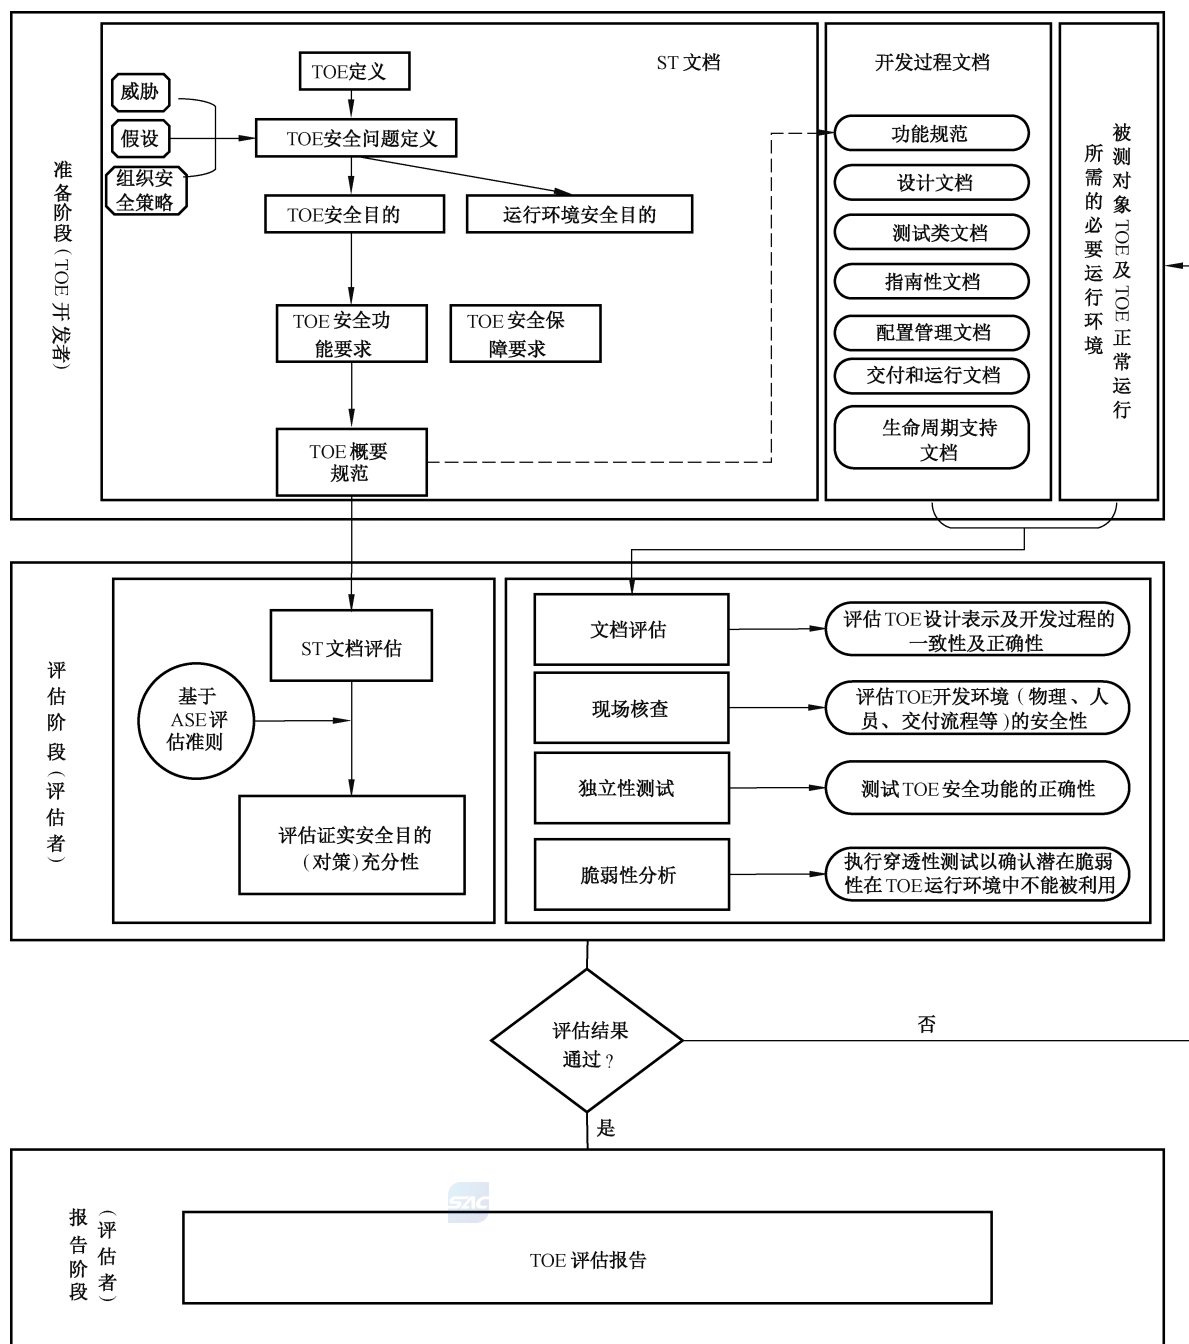 准备阶段(TOE开发者)
ST文档
TOE定义
威胁
假设
组织安
全策略
TOE安全问题定义
TOE安全目的
运行环境安全目的
TOE安全功
能要求
TOE安全保
障要求
TOE概要
规范
开发过程文档
功能规范
设计文档
测试类文档
指南性文档
配置管理文档
交付和运行文档
生命周期支持
文档
被测对象TOE及TOE正常运行
所需的必要运行环境
评估阶段(评估者)
ST文档评估
基于
ASE评
估准则
评估证实安全目的
(对策)充分性
文档评估
评估TOE设计表示及开发过程的
一致性及正确性
现场核查
评估TOE开发环境(物理、人
员、交付流程等)的安全性
独立性测试
测试TOE安全功能的正确性
脆弱性分析
执行穿透性测试以确认潜在脆弱
性在TOE运行环境中不能被利用
评估结果
通过?
否
是
报告阶段
(评估者)
SAC
TOE评估报告